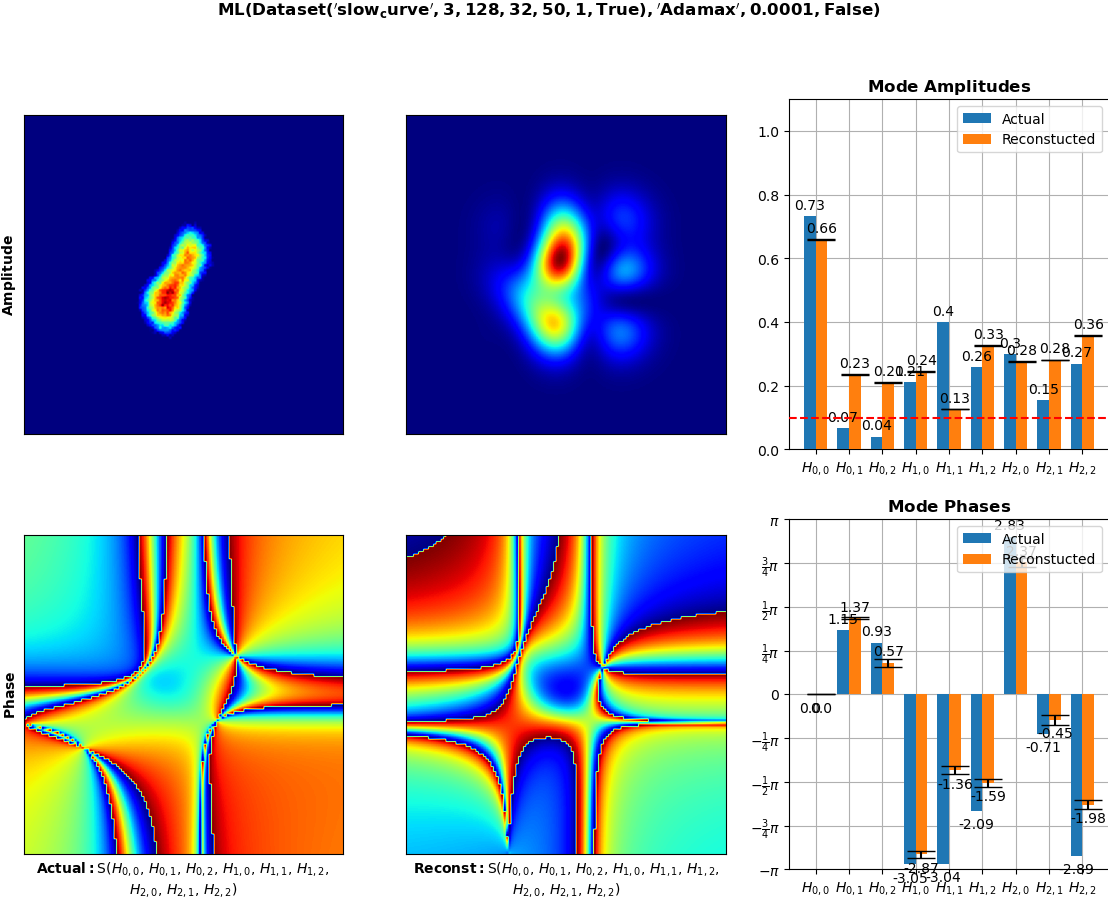 ML(Dataset('slow_curve', 3, 128, 32, 50, 1, True), 'Adamax', 0.0001, False)
Amplitude
Mode Amplitudes
Actual
Reconstucted
1.0
0.8
0.6
0.4
0.2
0.0
0.73
0.66
0.07
0.23
0.04
0.21
0.21
0.24
0.4
0.13
0.26
0.33
0.3
0.28
0.15
0.28
0.27
0.36
H0,0 H0,1 H0,2 H1,0 H1,1 H1,2 H2,0 H2,1 H2,2
Phase
Actual: S(H0,0, H0,1, H0,2, H1,0, H1,1, H1,2,
H2,0, H2,1, H2,2)
Reconst: S(H0,0, H0,1, H0,2, H1,0, H1,1, H1,2,
H2,0, H2,1, H2,2)
Mode Phases
Actual
Reconstucted
π
3/4π
1/2π
1/4π
0
−1/4π
−1/2π
−3/4π
−π
0.0
0.0
1.15
1.37
0.93
0.57
-3.05
-2.87
-3.04
-1.36
-2.09
-1.59
2.83
-0.71
-0.45
-2.89
-1.98
H0,0 H0,1 H0,2 H1,0 H1,1 H1,2 H2,0 H2,1 H2,2